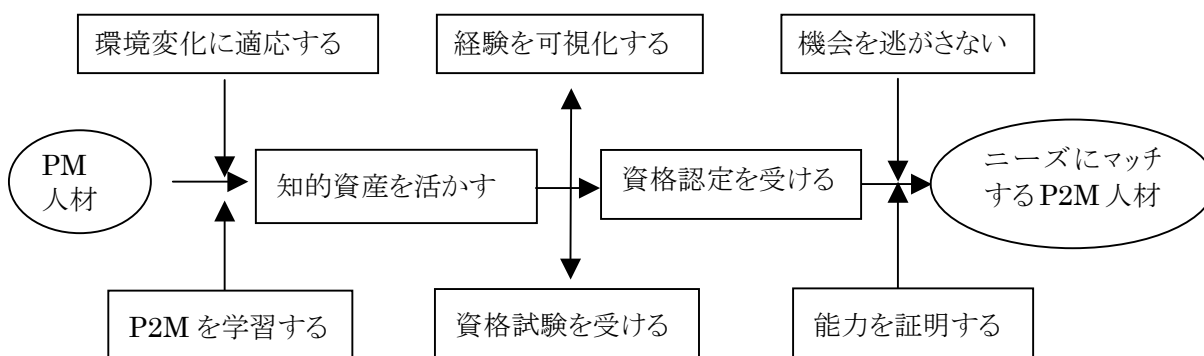 環境変化に適応する
経験を可視化する
機会を逃がさない
PM
人材
知的資産を活かす
資格認定を受ける
ニーズにマッチ
するP2M 人材
P2M を学習する
資格試験を受ける
能力を証明する